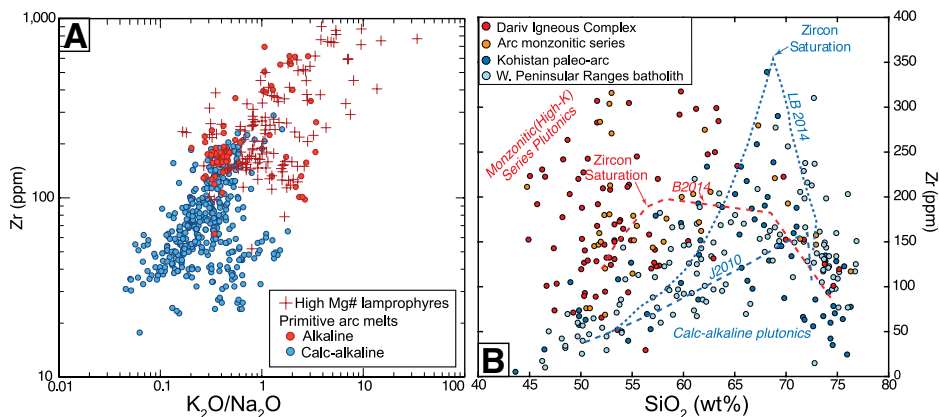 A
1,000
100
10
Zr (ppm)
0.01
0.1
1
10
100
K2O/Na2O
High Mg# lamprophyres
Primitive arc melts
Alkaline
Calc-alkaline
B
Dariv Igneous Complex
Arc monzonitic series
Kohistan paleo-arc
W. Peninsular Ranges batholith
Zircon
Saturation
LB 2014
Monzonitic(High-K)
Series Plutonics
Zircon
Saturation
B2014
J2010
Calc-alkaline plutonics
400
350
300
250
200
150
100
50
0
Zr (ppm)
40
45
50
55
60
65
70
75
80
SiO2 (wt%)